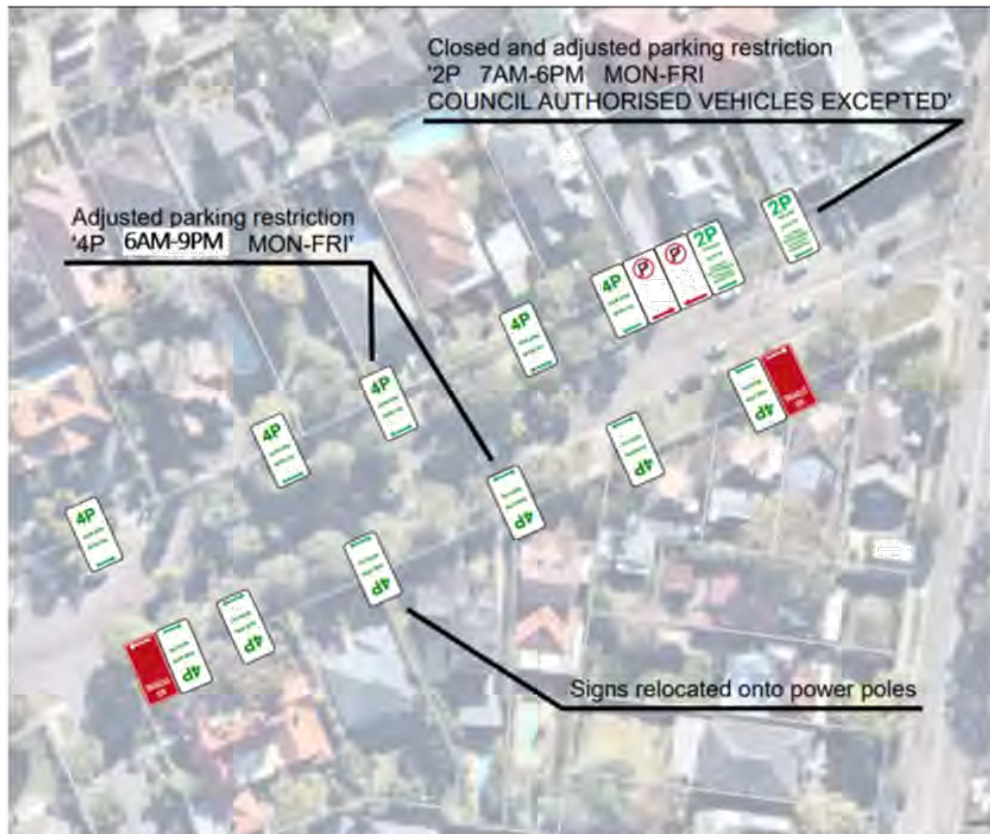 Closed and adjusted parking restriction
'2P 7AM-6PM MON-FRI
COUNCIL AUTHORISED VEHICLES EXCEPTED'
Adjusted parking restriction
'4P 6AM-9PM MON-FRI'
2P
2P
4P
4P
4P
4P
4P
4P
4P
4P
4P
4P
4P
4P
Signs relocated onto power poles